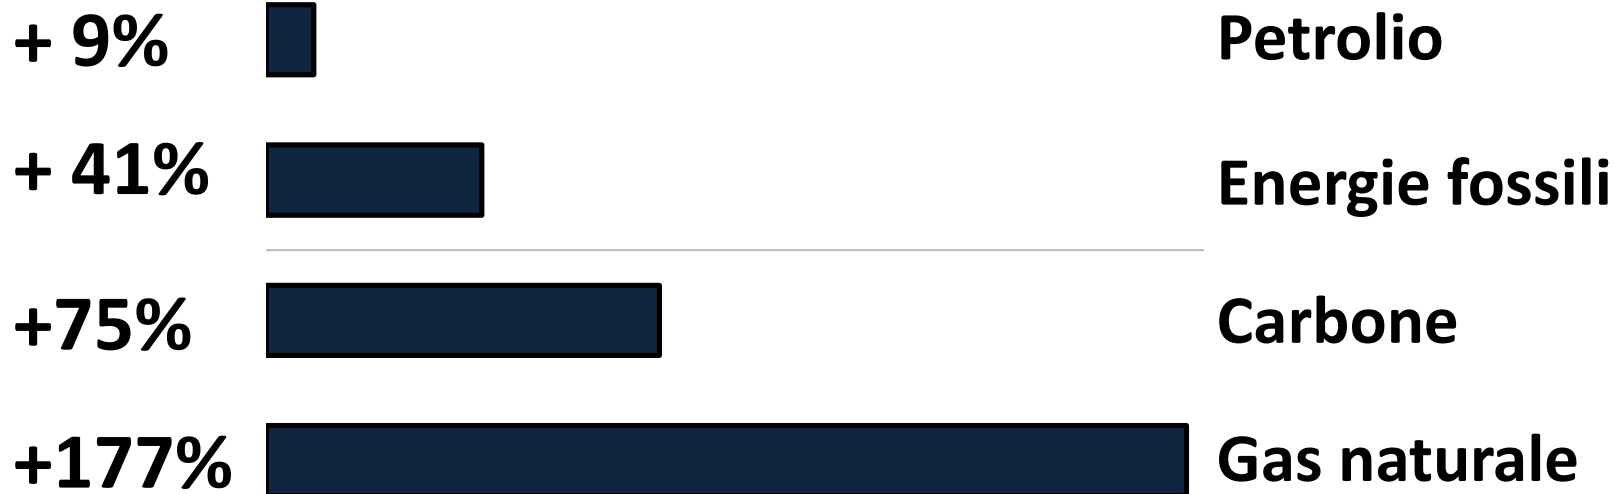 + 9% Petrolio
+ 41% Energie fossili
+75% Carbone
+177% Gas naturale